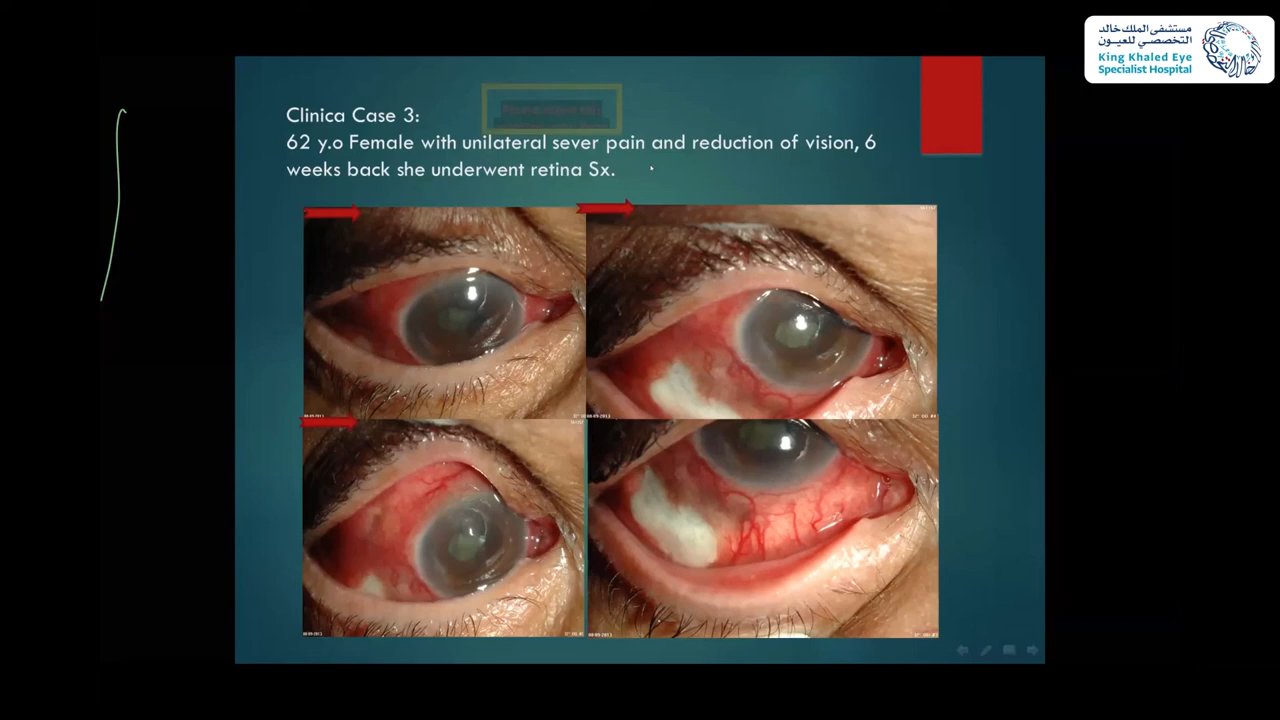 مستشفى الملك خالد
التخصصي للعيون
King Khaled Eye
Specialist Hospital
Clinica Case 3:
62 y.o Female with unilateral sever pain and reduction of vision, 6
weeks back she underwent retina Sx.